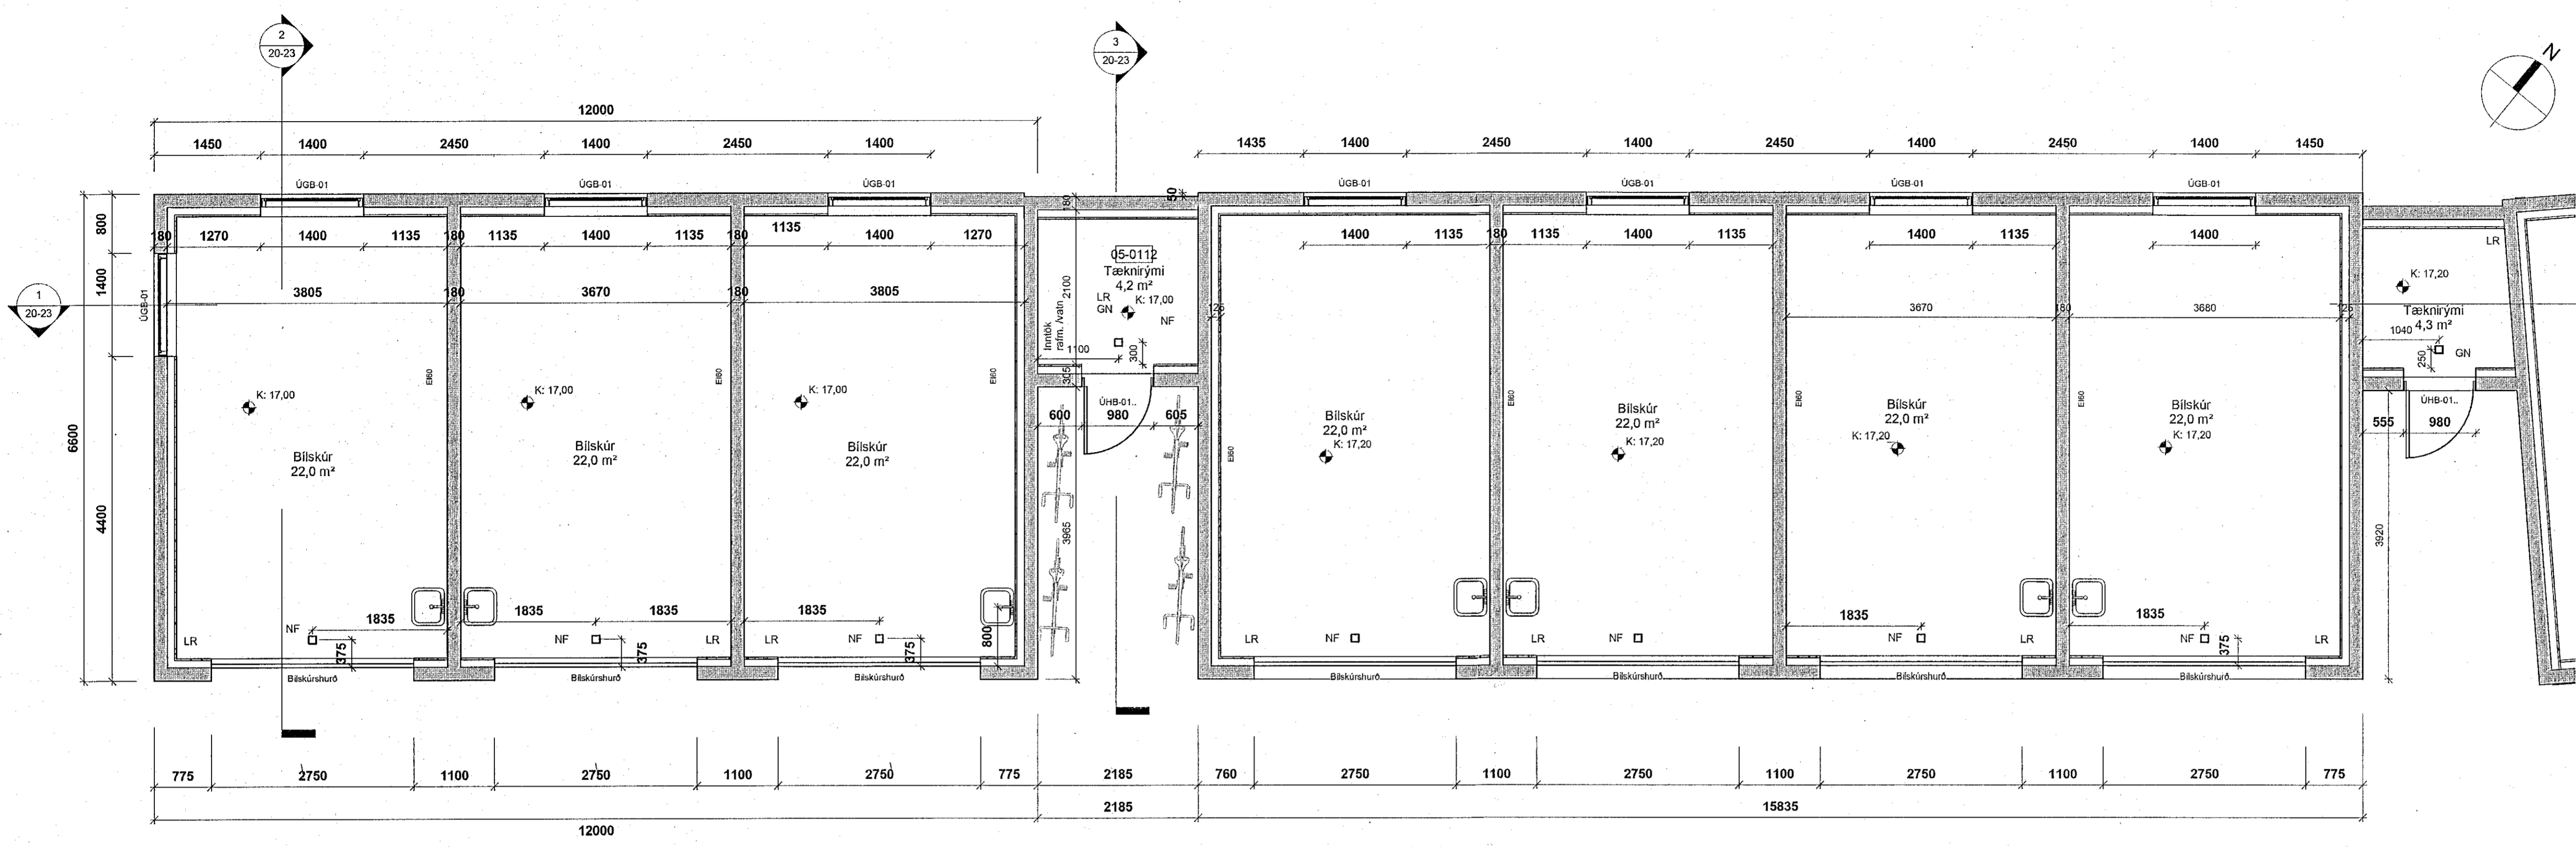 2
20-23
3
20-23
N
12000
1450 1400 2450 1400 2450 1400
1435 1400 2450 1400 2450 1400 2450 1400 1450
ÚGB-01 ÚGB-01 ÚGB-01 ÚGB-01 ÚGB-01 ÚGB-01 ÚGB-01
180 50
800
180 1270 1400 1135 180 1135 1400 1135 180 1135 1400 1270
1400 1135 180 1135 1400 1135 1400 1135 1400
LR
05-0112
Tæknirými
4,2 m²
LR K: 17,00
GN NF
Inntök
rafm. /vatn
2100
1100 300
305
K: 17,20
Tæknirými
4,3 m²
1040
250 GN
1
20-23
1400
ÚGB-01
3805 180 3670 180 3805
125 3670 180 3680 125
EI60 EI60 EI60 EI60 EI60 EI60 EI60
K: 17,00 K: 17,00 K: 17,00
ÚHB-01..
600 980 605
ÚHB-01..
555 980
6600
4400
Bílskúr
22,0 m²
Bílskúr
22,0 m²
Bílskúr
22,0 m²
Bílskúr
22,0 m²
K: 17,20
Bílskúr
22,0 m²
K: 17,20
Bílskúr
22,0 m²
K: 17,20
Bílskúr
22,0 m²
K: 17,20
3965
3920
1835 1835 1835 1835 1835 1835
LR NF 375 NF 375 LR LR NF 375 800
LR NF LR NF NF LR NF 375 LR
Bílskúrshurð Bílskúrshurð Bílskúrshurð Bílskúrshurð Bílskúrshurð Bílskúrshurð Bílskúrshurð
775 2750 1100 2750 1100 2750 775 2185 760 2750 1100 2750 1100 2750 1100 2750 775
12000 2185 15835